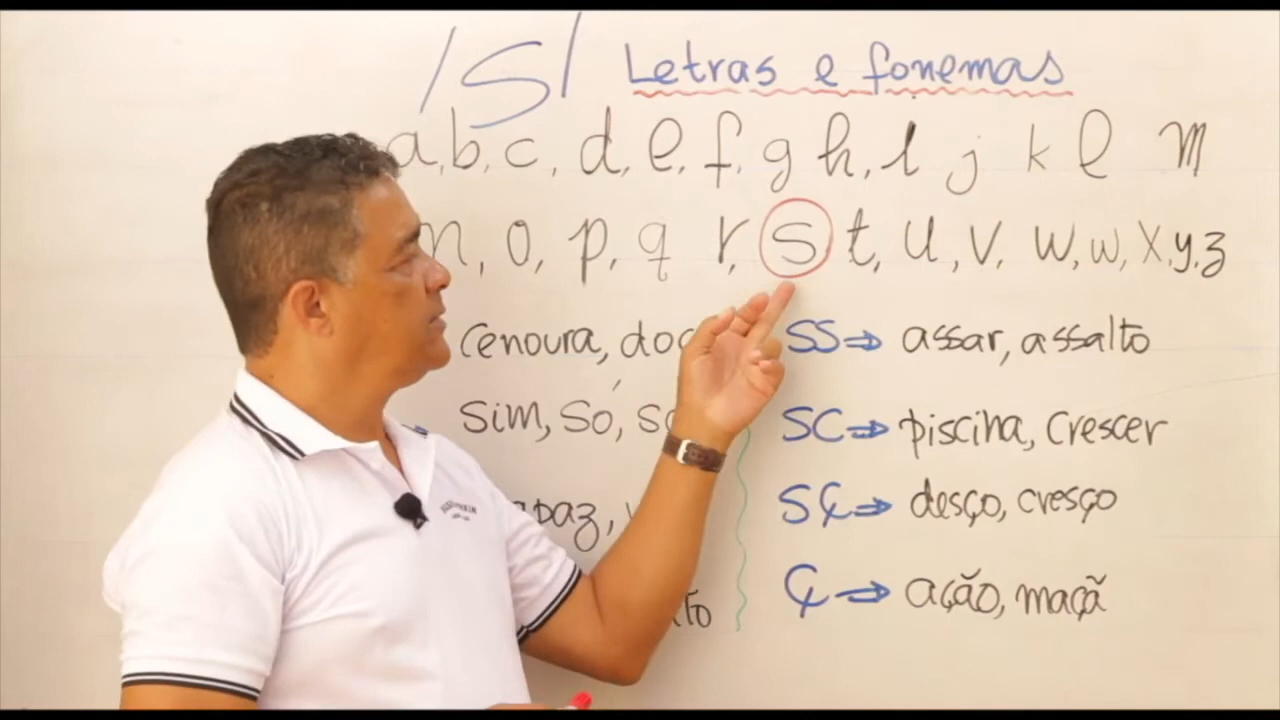 /S/ Letras e fonemas
a, b, c, d, e, f, g h, i j k l m
n, o, p, q r, s t, u, v, w, w, x, y, z
Cenoura,
SS ⇒ assar, assalto
sim, só,
SC ⇒ piscina, crescer
SÇ ⇒ desço, cresço
Ç ⇒ ação, maçã